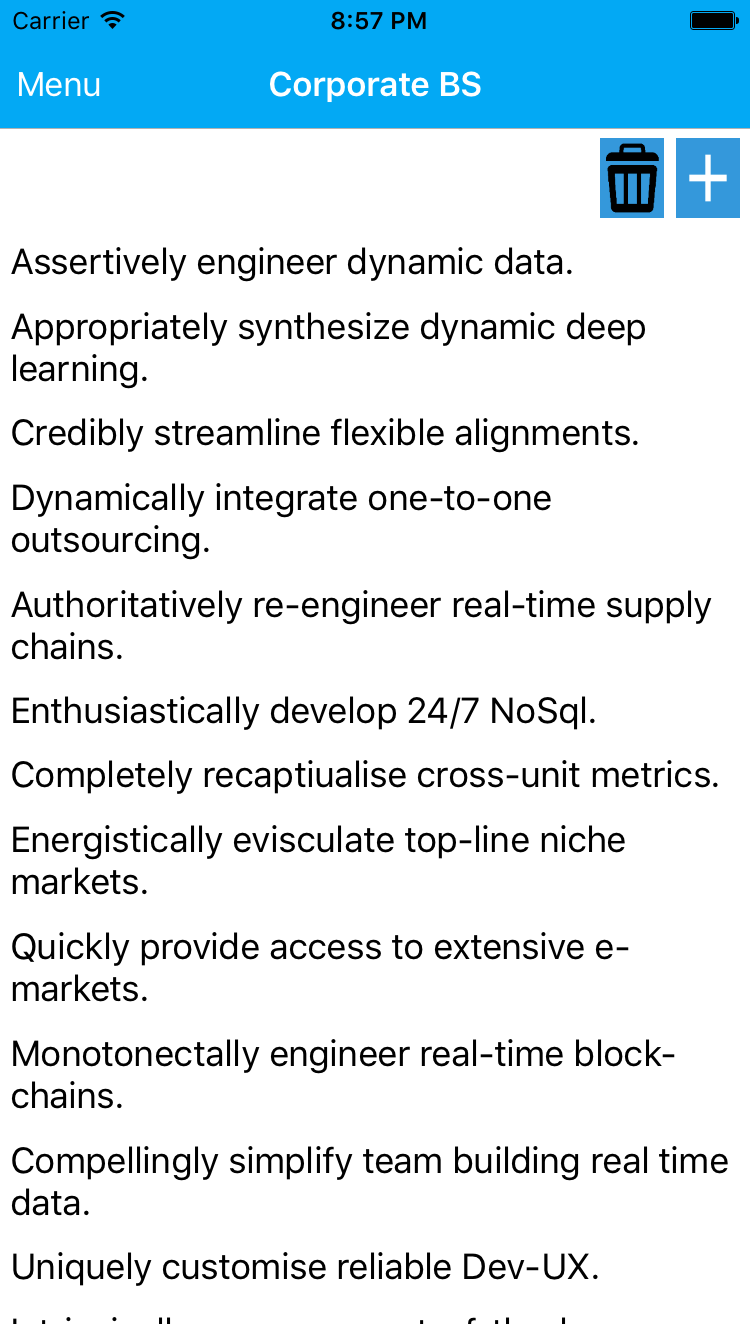 Carrier 8:57 PM
Menu Corporate BS
Assertively engineer dynamic data.
Appropriately synthesize dynamic deep
learning.
Credibly streamline flexible alignments.
Dynamically integrate one-to-one
outsourcing.
Authoritatively re-engineer real-time supply
chains.
Enthusiastically develop 24/7 NoSql.
Completely recaptiualise cross-unit metrics.
Energistically evisculate top-line niche
markets.
Quickly provide access to extensive e-
markets.
Monotonectally engineer real-time block-
chains.
Compellingly simplify team building real time
data.
Uniquely customise reliable Dev-UX.